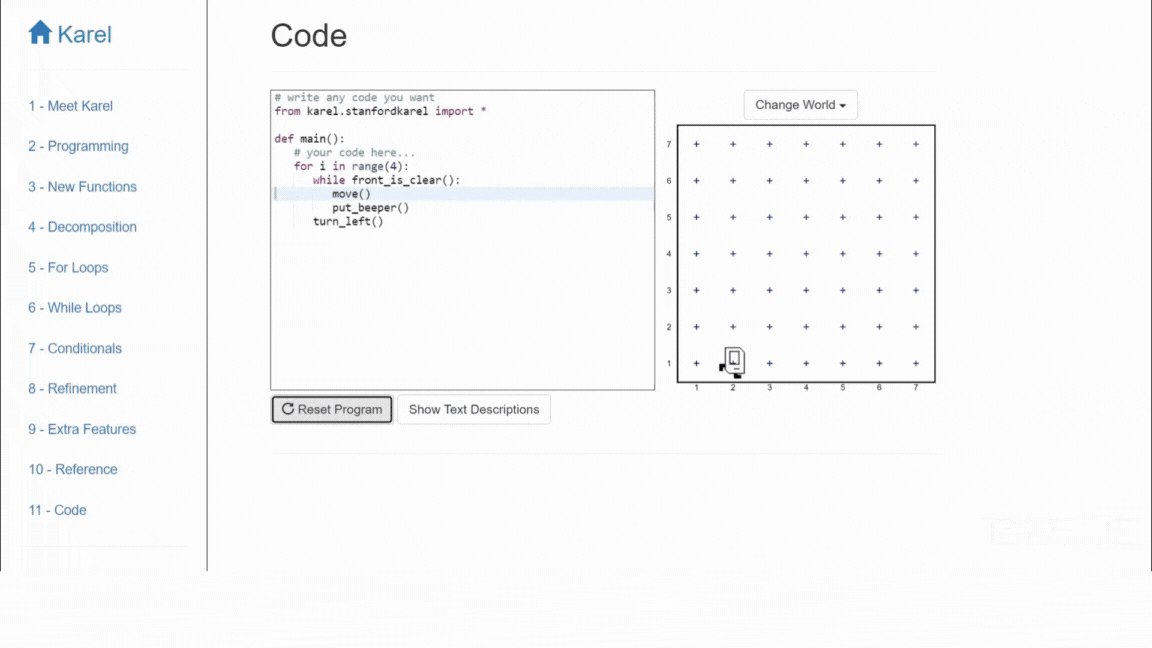 Karel
1 - Meet Karel
2 - Programming
3 - New Functions
4 - Decomposition
5 - For Loops
6 - While Loops
7 - Conditionals
8 - Refinement
9 - Extra Features
10 - Reference
11 - Code
Code
# write any code you want
from karel.stanfordkarel import *
def main():
# your code here...
for i in range(4):
while front_is_clear():
move()
put_beeper()
turn_left()
Reset Program
Show Text Descriptions
Change World
7
6
5
4
3
2
1
1 2 3 4 5 6 7